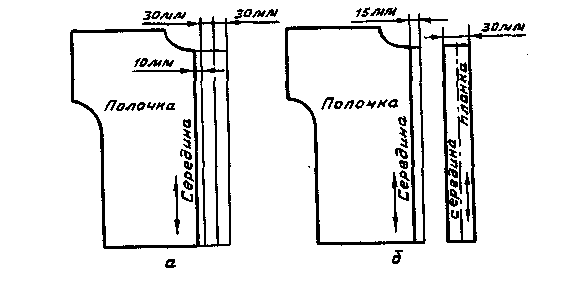 30мм 30мм 15мм 30мм
10мм
Полочка Полочка планка
Середина Середина середина
а б